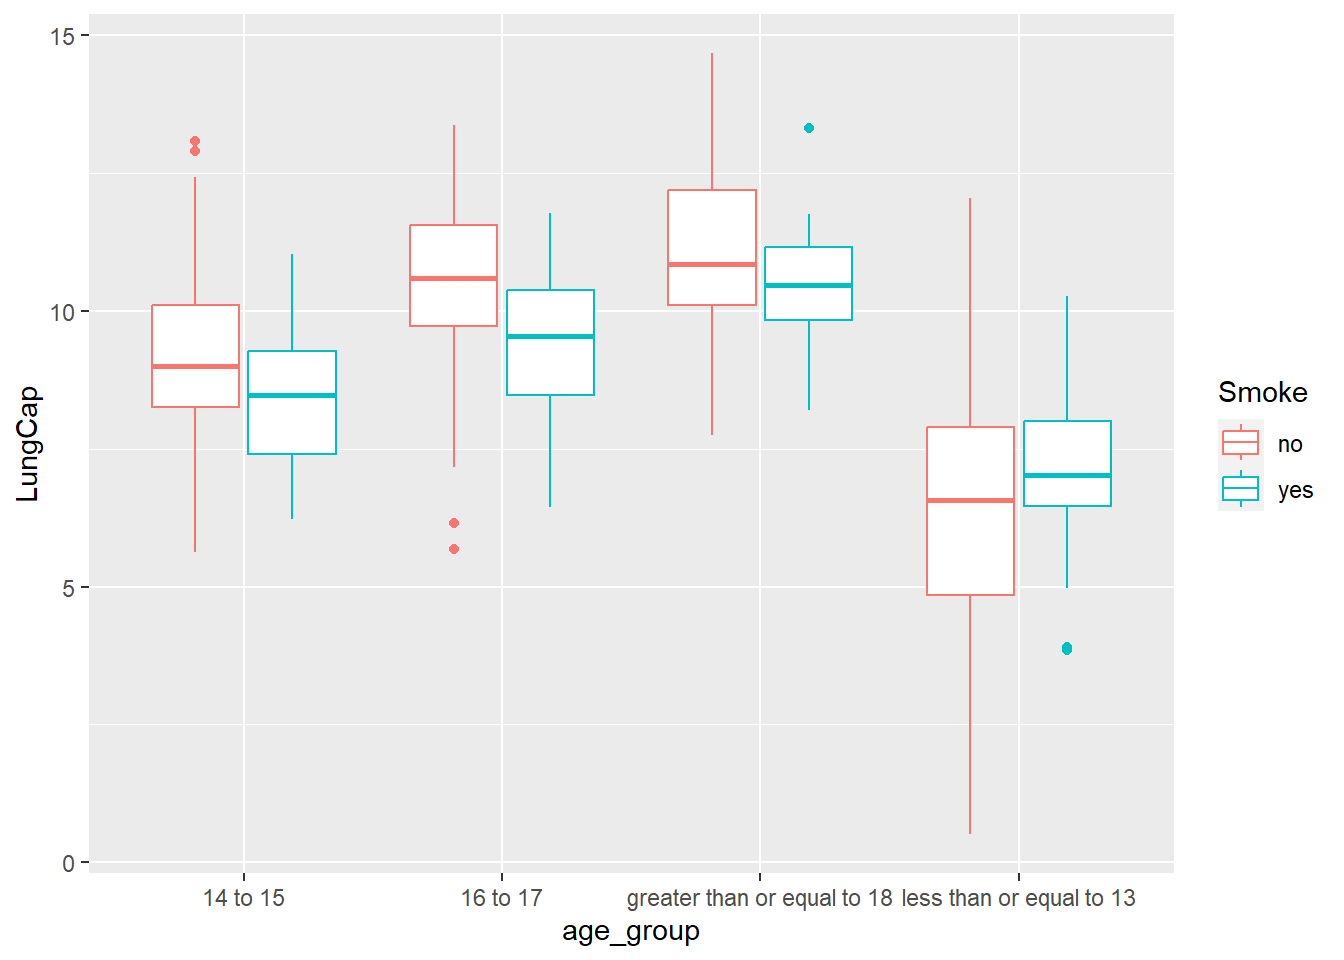 15
10
5
0
LungCap
14 to 15
16 to 17
greater than or equal to 18
less than or equal to 13
age_group
Smoke
no
yes